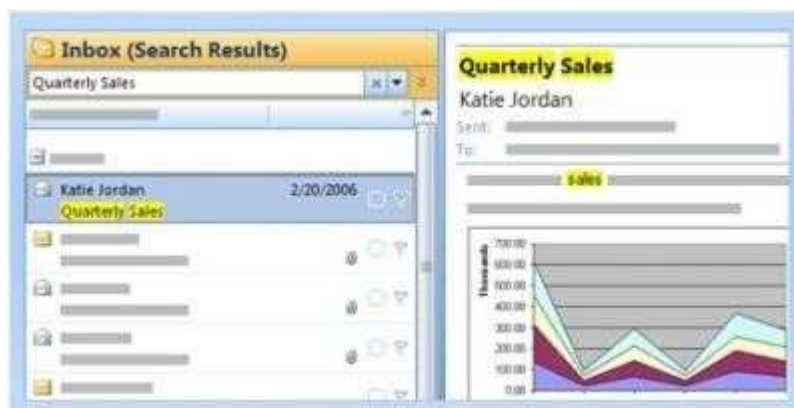 Inbox (Search Results)
Quarterly Sales
Katie Jordan 2/20/2006
Quarterly Sales
Quarterly Sales
Katie Jordan
Sent:
To:
sales
Thousands
700.00
600.00
500.00
400.00
300.00
200.00
100.00
0.00